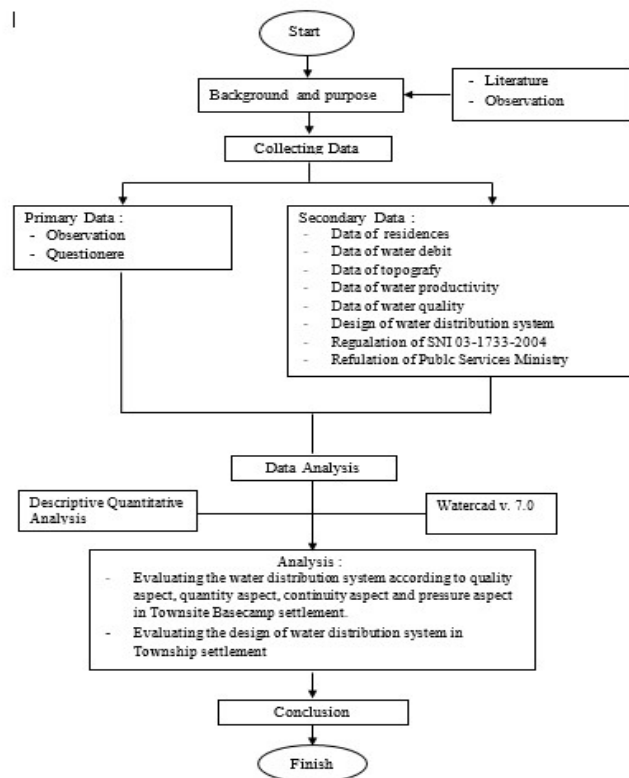 Start
Background and purpose
- Literature
- Observation
Collecting Data
Primary Data :
- Observation
- Questionere
Secondary Data :
- Data of residences
- Data of water debit
- Data of topografy
- Data of water productivity
- Data of water quality
- Design of water distribution system
- Regualation of SNI 03-1733-2004
- Refulation of Publc Services Ministry
Data Analysis
Descriptive Quantitative
Analysis
Watercad v. 7.0
Analysis :
- Evaluating the water distribution system according to quality
aspect, quantity aspect, continuity aspect and pressure aspect
in Townsite Basecamp settlement.
- Evaluating the design of water distribution system in
Township settlement
Conclusion
Finish